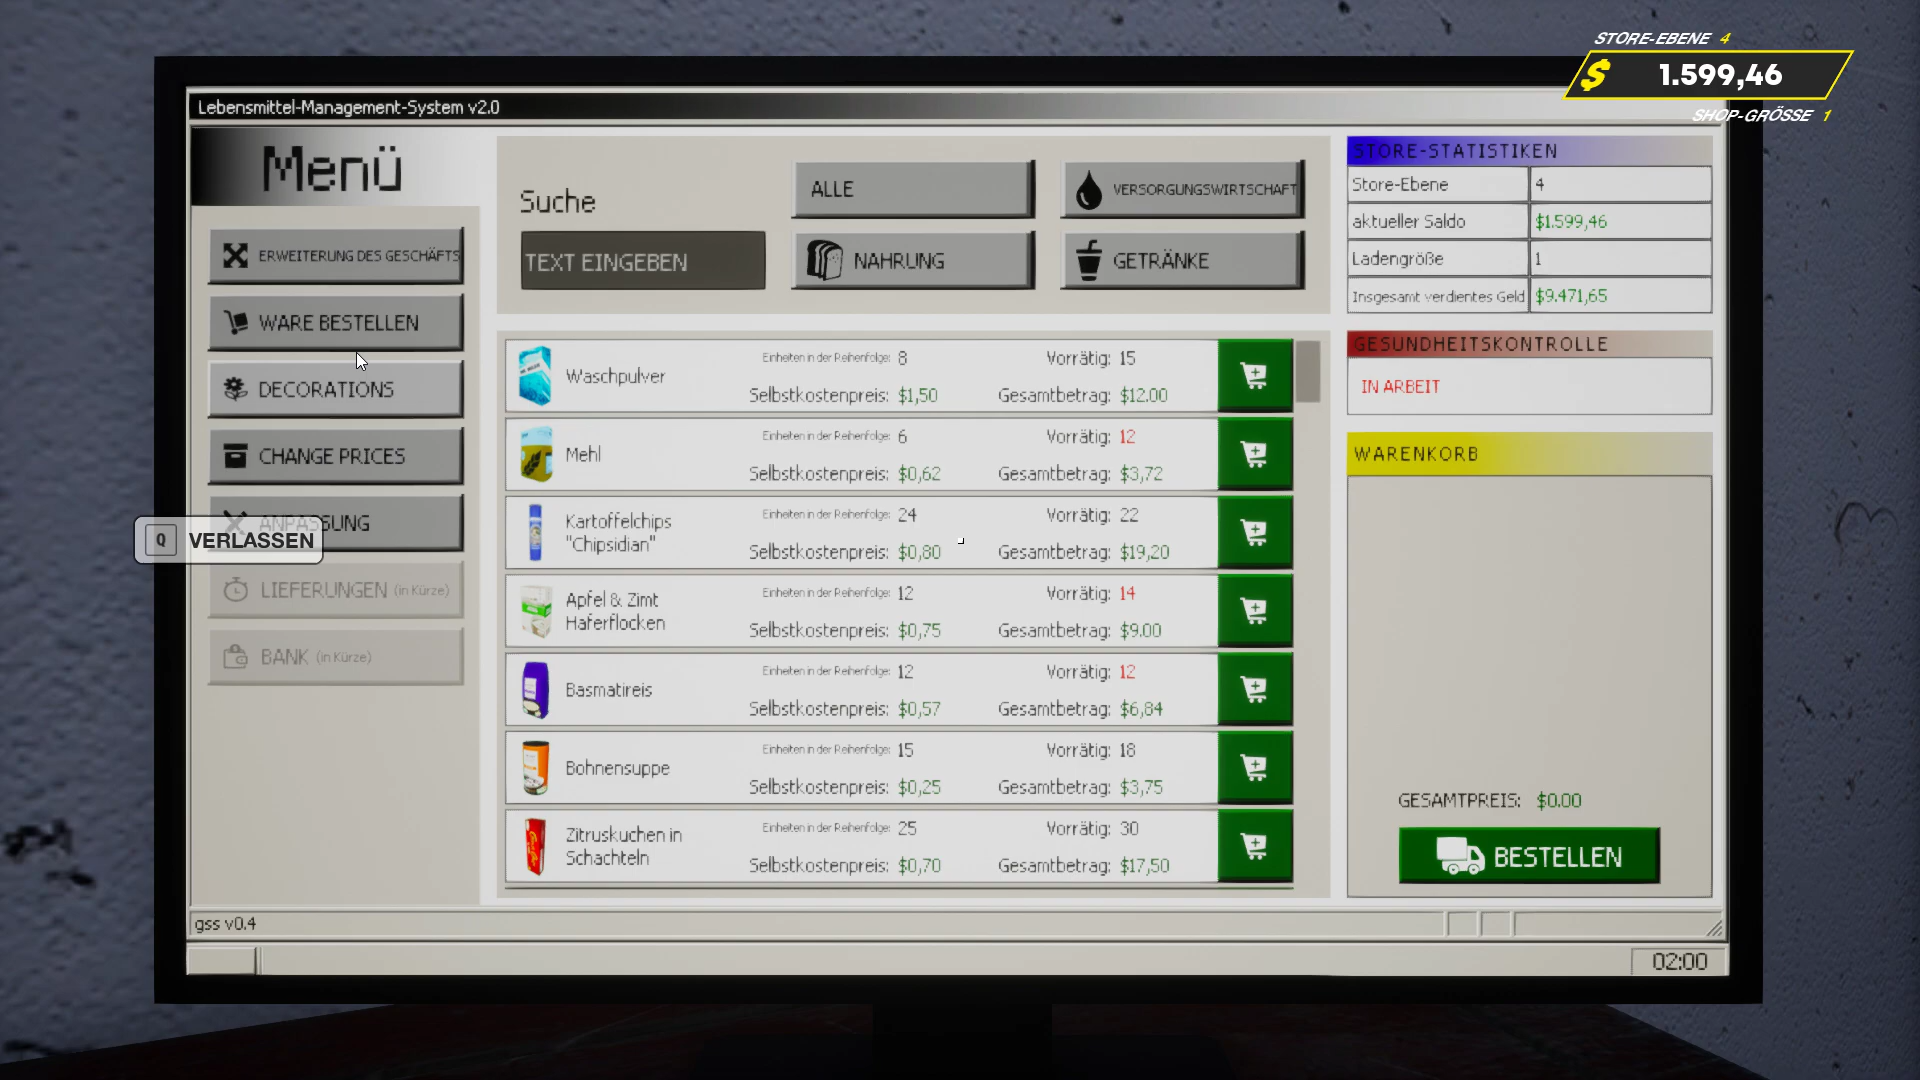 STORE-EBENE 4
$ 1.599,46
SHOP-GRÖSSE 1
Lebensmittel-Management-System v2.0
Menü
ERWEITERUNG DES GESCHÄFTS
WARE BESTELLEN
DECORATIONS
CHANGE PRICES
ANPASSUNG
Q VERLASSEN
LIEFERUNGEN (in Kürze)
BANK (in Kürze)
Suche
TEXT EINGEBEN
ALLE
VERSORGUNGSWIRTSCHAFT
NAHRUNG
GETRÄNKE
Waschpulver
Einheiten in der Reihenfolge: 8
Vorrätig: 15
Selbstkostenpreis: $1,50
Gesamtbetrag: $12.00
Mehl
Einheiten in der Reihenfolge: 6
Vorrätig: 12
Selbstkostenpreis: $0,62
Gesamtbetrag: $3,72
Kartoffelchips
"Chipsidian"
Einheiten in der Reihenfolge: 24
Vorrätig: 22
Selbstkostenpreis: $0,80
Gesamtbetrag: $19,20
Apfel & Zimt
Haferflocken
Einheiten in der Reihenfolge: 12
Vorrätig: 14
Selbstkostenpreis: $0,75
Gesamtbetrag: $9.00
Basmatireis
Einheiten in der Reihenfolge: 12
Vorrätig: 12
Selbstkostenpreis: $0,57
Gesamtbetrag: $6,84
Bohnensuppe
Einheiten in der Reihenfolge: 15
Vorrätig: 18
Selbstkostenpreis: $0,25
Gesamtbetrag: $3,75
Zitruskuchen in
Schachteln
Einheiten in der Reihenfolge: 25
Vorrätig: 30
Selbstkostenpreis: $0,70
Gesamtbetrag: $17,50
STORE-STATISTIKEN
Store-Ebene 4
aktueller Saldo $1.599,46
Ladengröße 1
Insgesamt verdientes Geld $9.471,65
GESUNDHEITSKONTROLLE
IN ARBEIT
WARENKORB
GESAMTPREIS: $0.00
BESTELLEN
gss v0.4
02:00